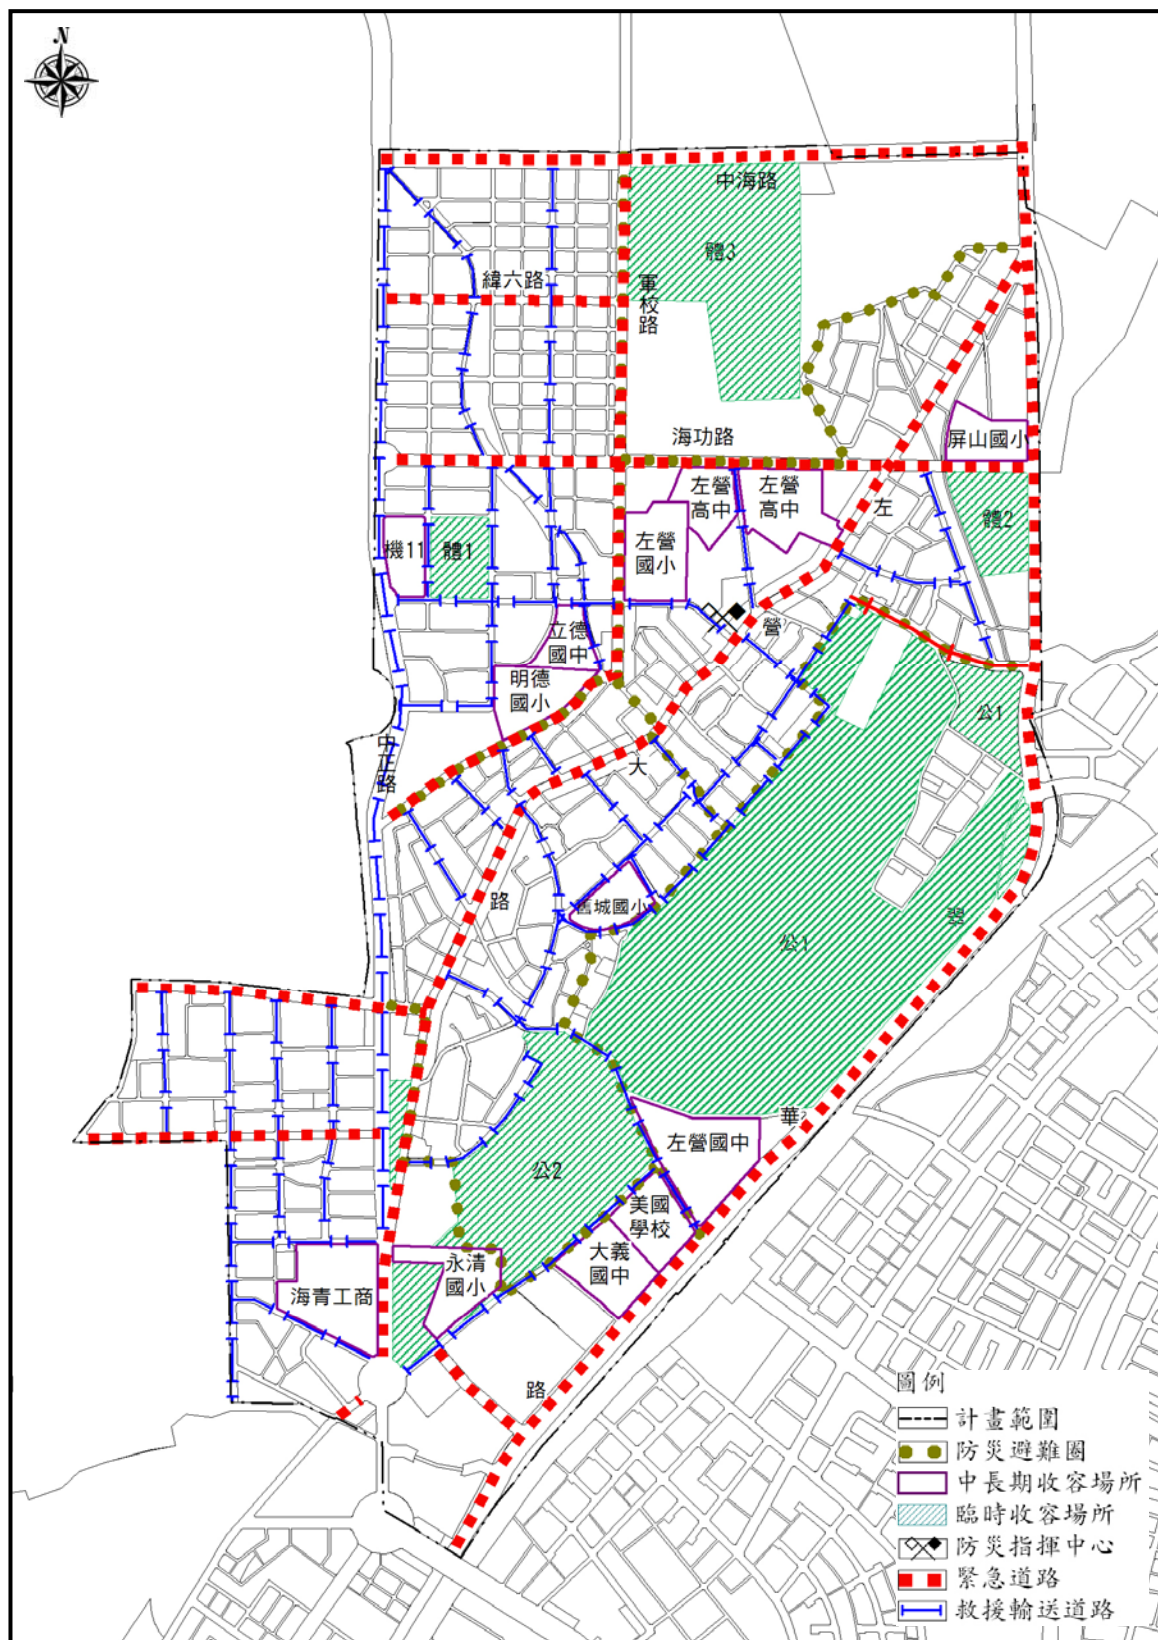 N
中海路
體3
緯六路
軍校路
海功路
屏山國小
左營
高中
左營
高中
左
體2
機11
體1
左營
國小
營
立德
國中
明德
國小
公1
中正路
大
路
舊城國小
翠
公1
華
左營國中
公2
美國
學校
大義
國中
永清
國小
海青工商
路
圖例
計畫範圍
防災避難圈
中長期收容場所
臨時收容場所
防災指揮中心
緊急道路
救援輸送道路